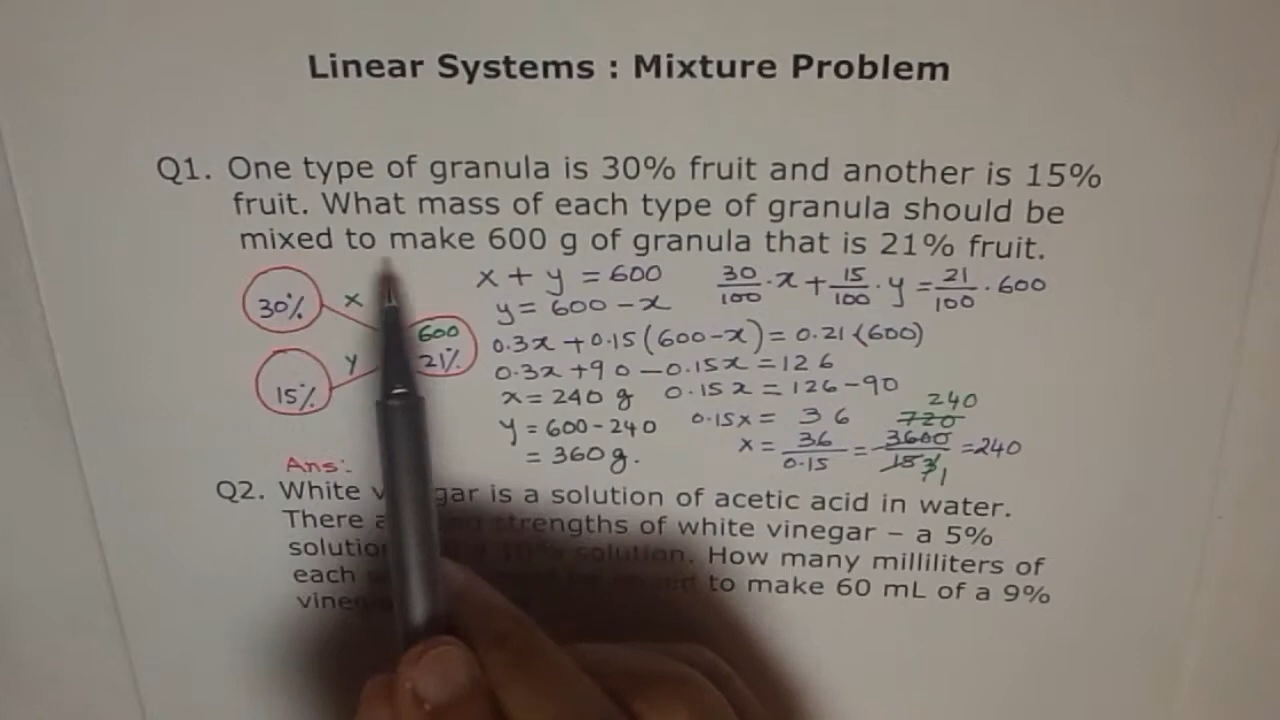 Linear Systems : Mixture Problem
Q1. One type of granula is 30% fruit and another is 15%
fruit. What mass of each type of granula should be
mixed to make 600 g of granula that is 21% fruit.
30% x
15% y
600
21%
x + y = 600
y = 600 - x
30/100 · x + 15/100 · y = 21/100 · 600
0.3x + 0.15(600-x) = 0.21(600)
0.3x + 90 - 0.15x = 126
x = 240 g 0.15x = 126 - 90
y = 600 - 240 0.15x = 36
= 360 g.
x = 36/0.15 = 3600/15 = 240
240
720
3
1
Ans:
Q2. White is a solution of acetic acid in water.
There strengths of white vinegar – a 5%
solution. How many milliliters of
each to make 60 mL of a 9%